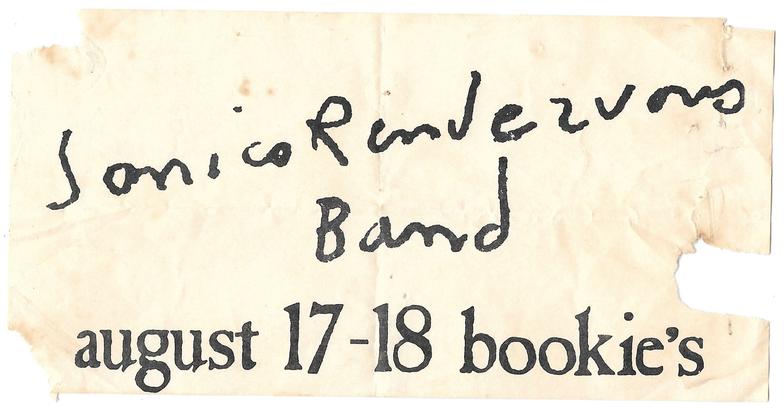 Sonic's Rendezvous
Band
august 17-18 bookie's